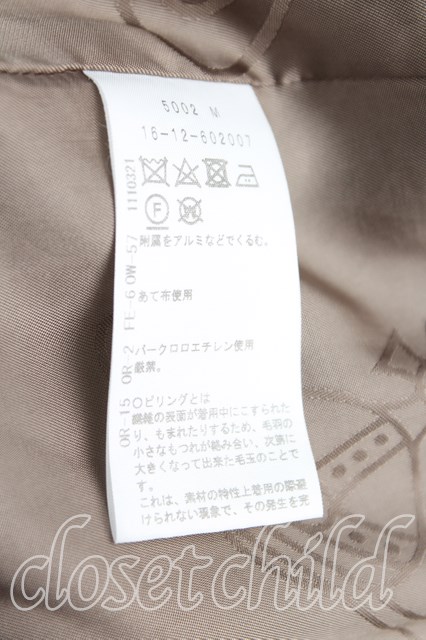 5002 M
16-12-602001
F
附属をアルミなどでくるむ。
あて布使用
パークロロエチレン使用
厳禁。
○ピリングとは
繊維の表面が着用中にこすられた
り、もまれたりするため、毛羽の
小さなもつれが絡み合い、次第に
大きくなって出来た毛玉のことで
す。
これは、素材の特性上着用の際避
けられない現象で、その発生を完
OR-15 OR-2 FE-6 OW-57 1110321
closet child